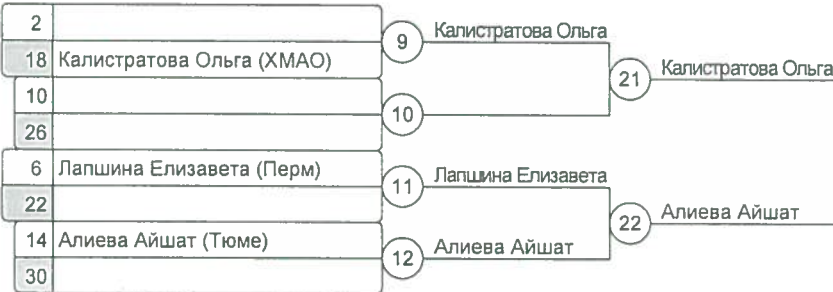 2
18 Калистратова Ольга (ХМАО)
9
Калистратова Ольга
10
26
10
21
Калистратова Ольга
6 Лапшина Елизавета (Перм)
22
11
Лапшина Елизавета
14 Алиева Айшат (Тюме)
30
12
Алиева Айшат
22
Алиева Айшат